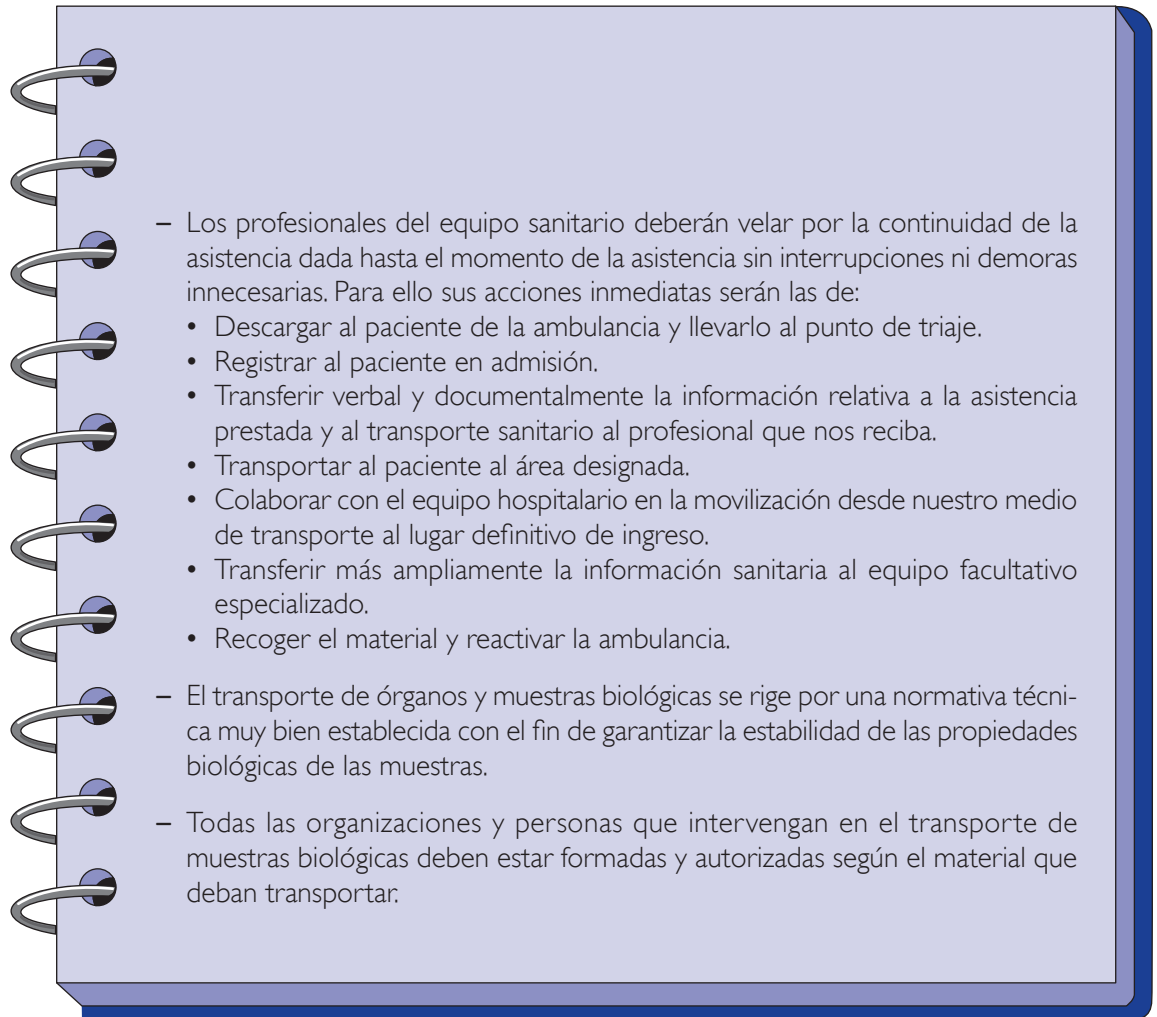 – Los profesionales del equipo sanitario deberán velar por la continuidad de la
asistencia dada hasta el momento de la asistencia sin interrupciones ni demoras
innecesarias. Para ello sus acciones inmediatas serán las de:
• Descargar al paciente de la ambulancia y llevarlo al punto de triaje.
• Registrar al paciente en admisión.
• Transferir verbal y documentalmente la información relativa a la asistencia
prestada y al transporte sanitario al profesional que nos reciba.
• Transportar al paciente al área designada.
• Colaborar con el equipo hospitalario en la movilización desde nuestro medio
de transporte al lugar definitivo de ingreso.
• Transferir más ampliamente la información sanitaria al equipo facultativo
especializado.
• Recoger el material y reactivar la ambulancia.
– El transporte de órganos y muestras biológicas se rige por una normativa técni-
ca muy bien establecida con el fin de garantizar la estabilidad de las propiedades
biológicas de las muestras.
– Todas las organizaciones y personas que intervengan en el transporte de
muestras biológicas deben estar formadas y autorizadas según el material que
deban transportar.